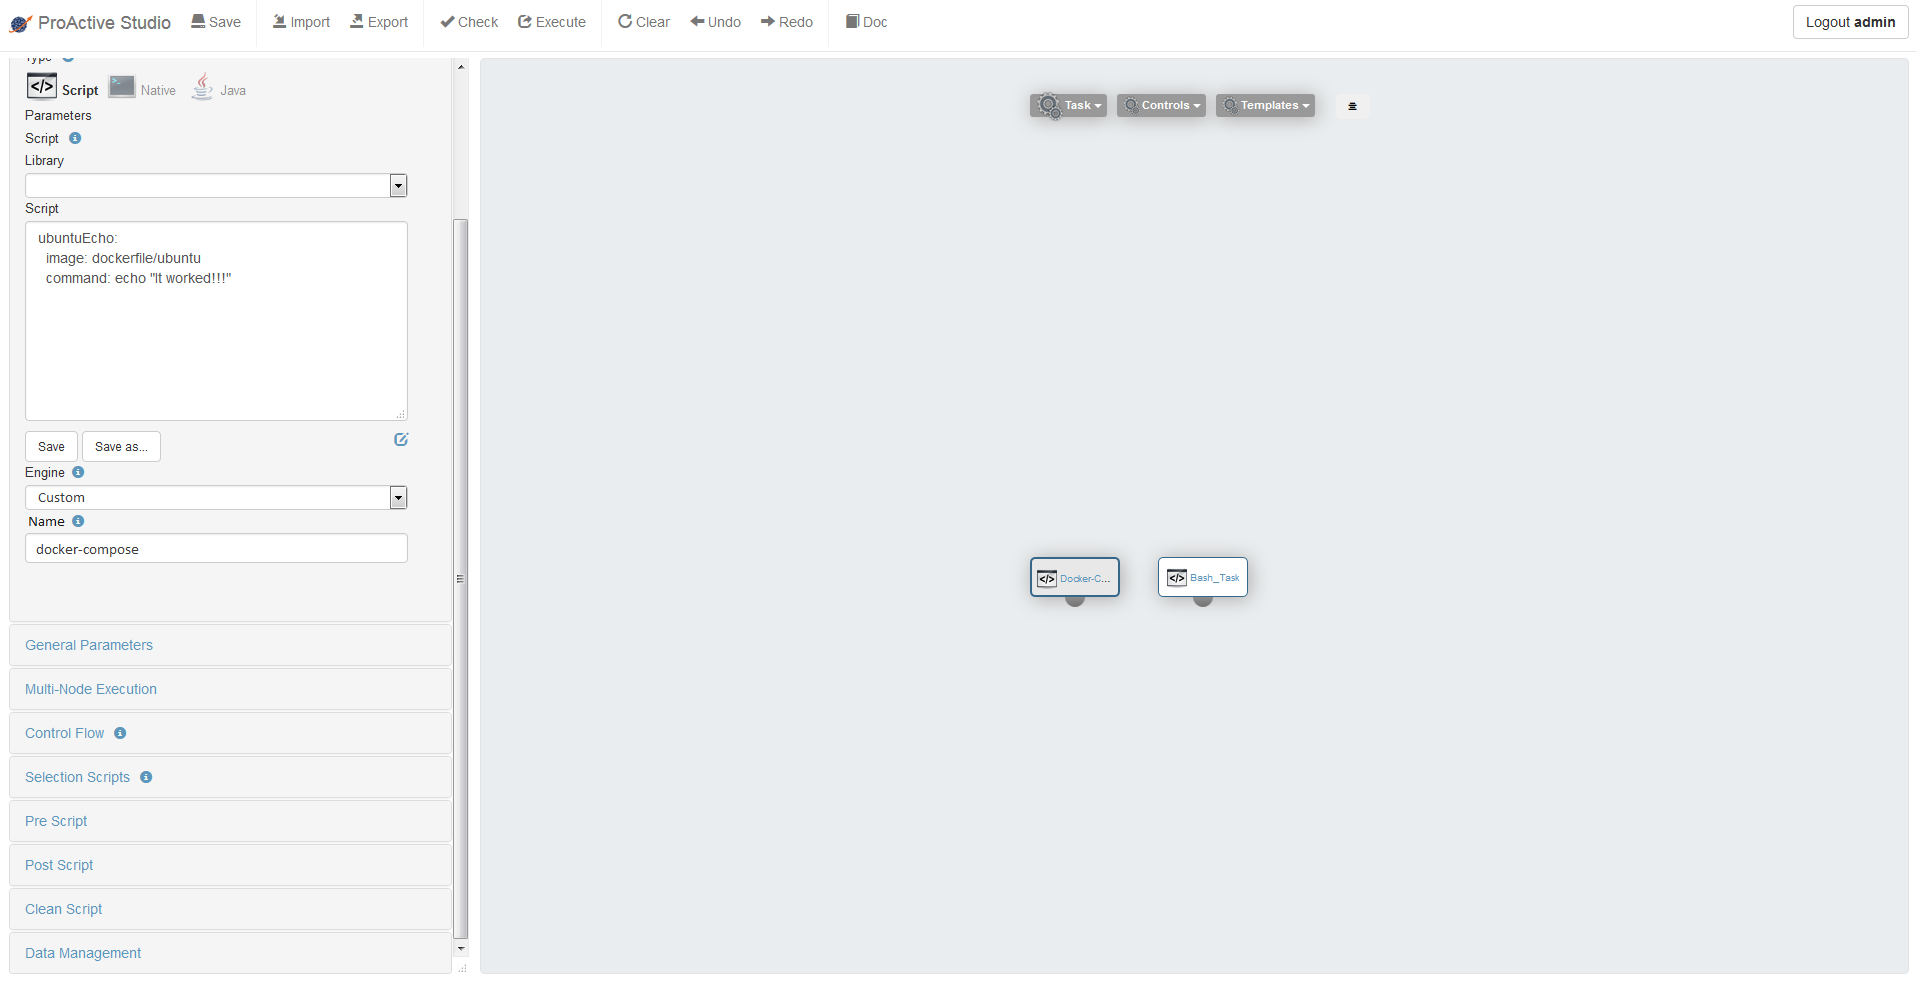 ProActive Studio Save Import Export Check Execute Clear Undo Redo Doc Logout admin
Type
Script Native Java
Parameters
Script
Library
Script
ubuntuEcho:
image: dockerfile/ubuntu
command: echo "It worked!!!"
Save Save as...
Engine
Custom
Name
docker-compose
General Parameters
Multi-Node Execution
Control Flow
Selection Scripts
Pre Script
Post Script
Clean Script
Data Management
Task Controls Templates
Docker-C... Bash_Task